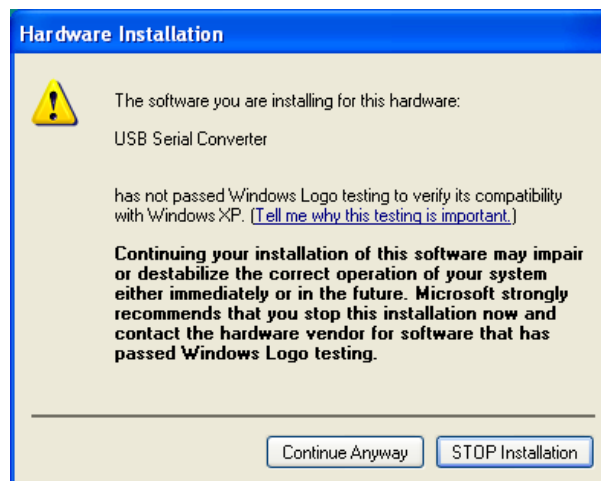 Hardware Installation
The software you are installing for this hardware:
USB Serial Converter
has not passed Windows Logo testing to verify its compatibility
with Windows XP. (Tell me why this testing is important.)
Continuing your installation of this software may impair
or destabilize the correct operation of your system
either immediately or in the future. Microsoft strongly
recommends that you stop this installation now and
contact the hardware vendor for software that has
passed Windows Logo testing.
Continue Anyway STOP Installation